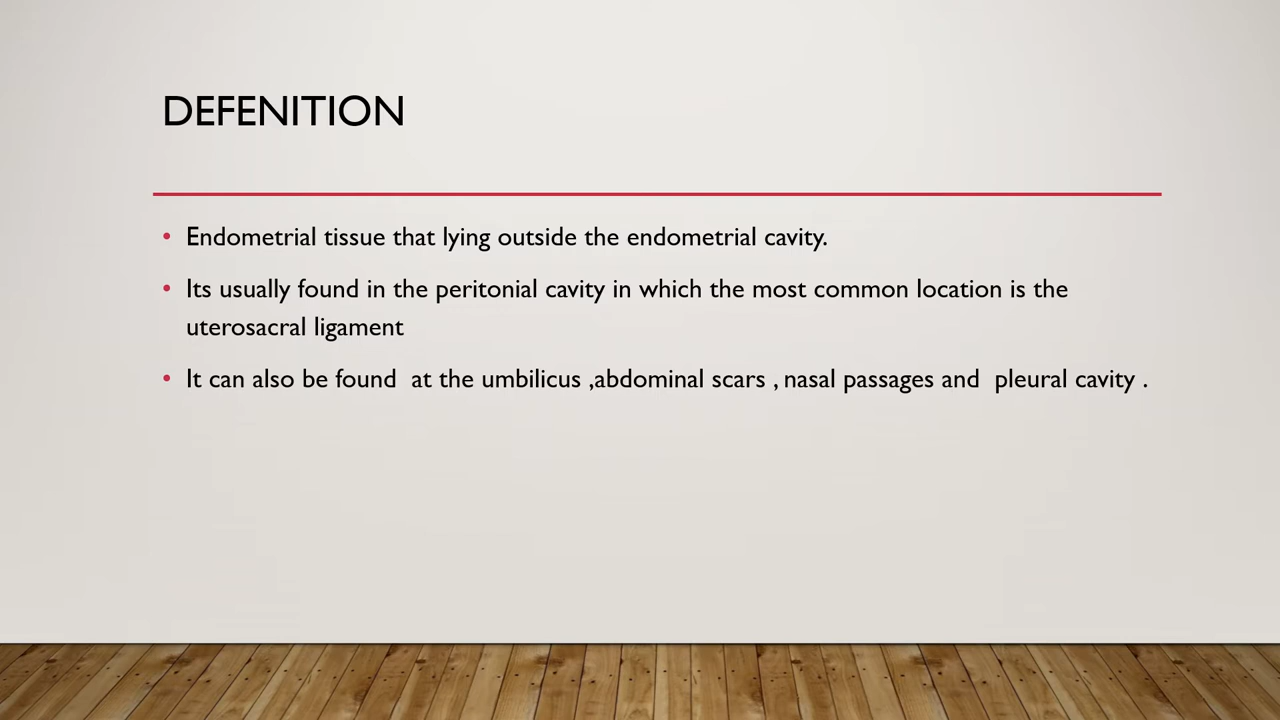 DEFENITION
• Endometrial tissue that lying outside the endometrial cavity.
• Its usually found in the peritonial cavity in which the most common location is the
uterosacral ligament
• It can also be found  at the umbilicus ,abdominal scars , nasal passages and  pleural cavity .